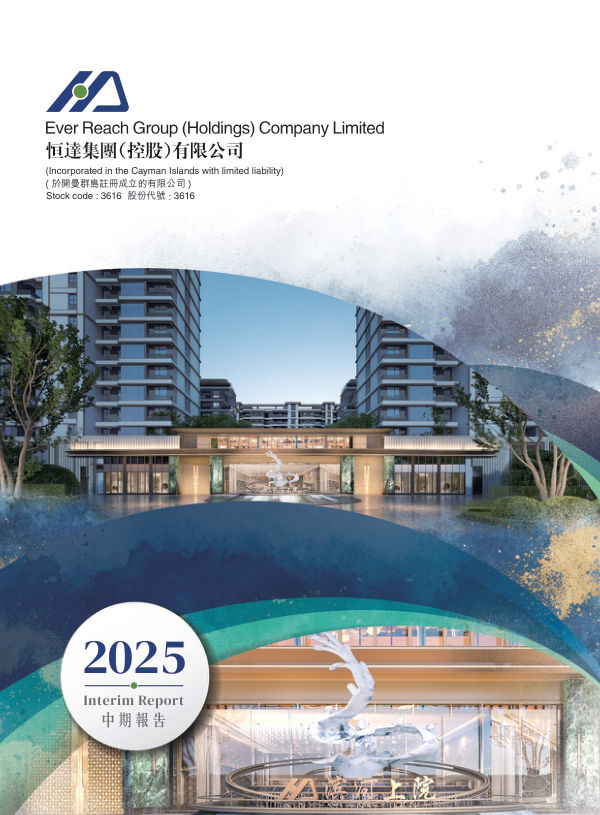 Ever Reach Group (Holdings) Company Limited
恒達集團(控股)有限公司
(Incorporated in the Cayman Islands with limited liability)
(於開曼群島註冊成立的有限公司)
Stock code : 3616 股份代號 : 3616
2025
Interim Report
中期報告
上院